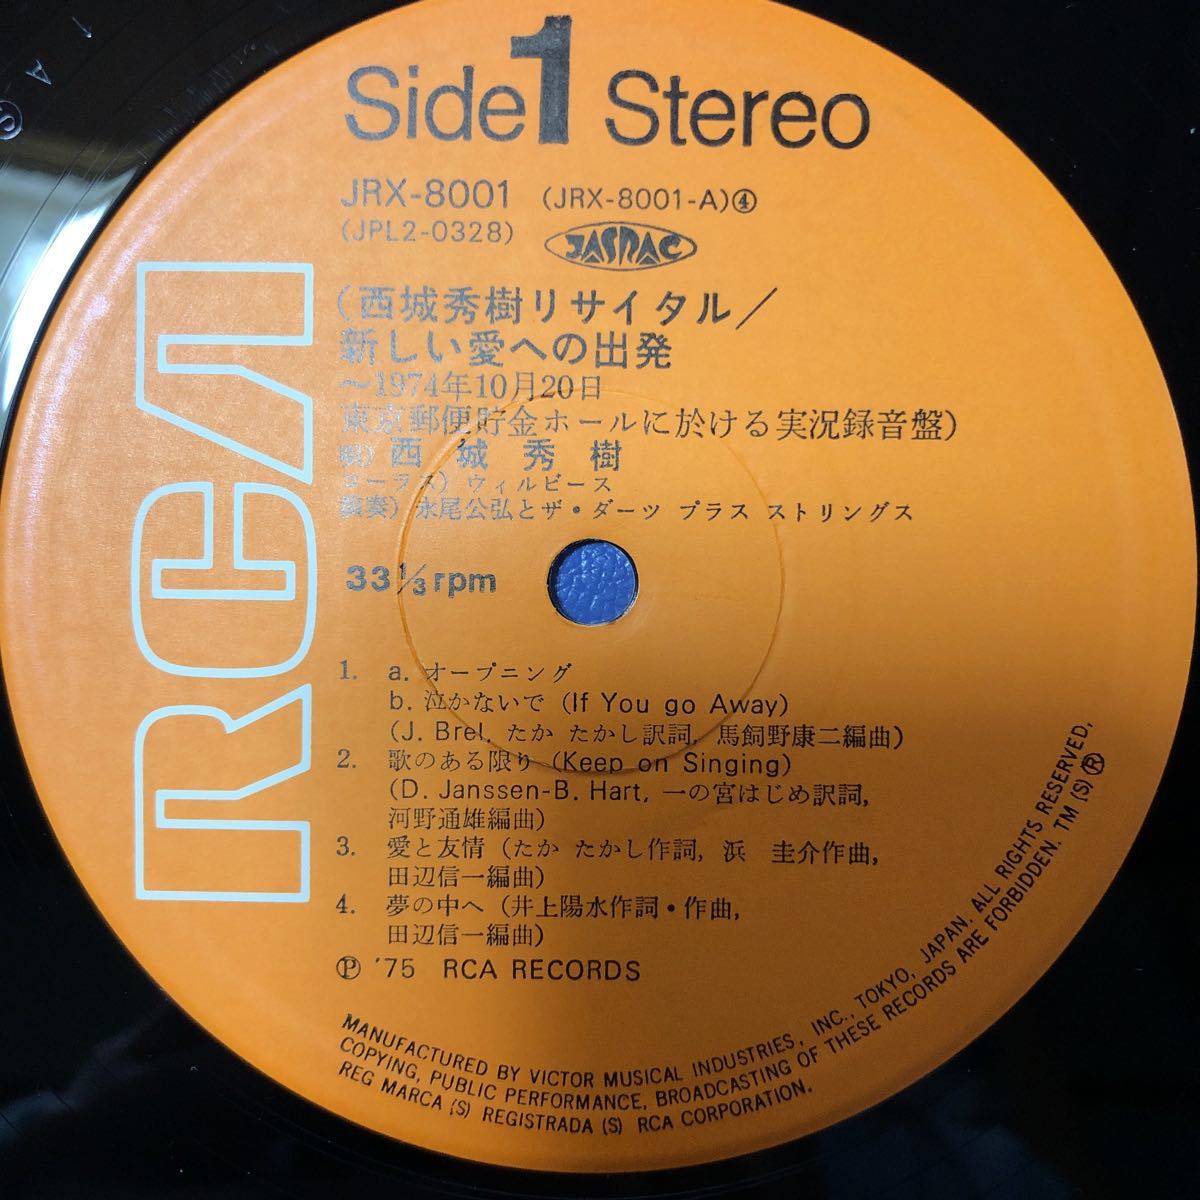 Side 1 Stereo
JRX-8001 (JRX-8001-A)④
(JPL2-0328) JASRAC
(西城秀樹リサイタル/
新しい愛への出発
～1974年10月20日
東京郵便貯金ホールに於ける実況録音盤)
唄) 西城秀樹
コーラス) ウィルビース
演奏) 永尾公弘とザ・ダーツ プラス ストリングス
33 1/3 rpm
1. a. オープニング
b. 泣かないで (If You go Away)
(J. Brel, たか たかし訳詞, 馬飼野康二編曲)
2. 歌のある限り (Keep on Singing)
(D. Janssen-B. Hart, 一の宮はじめ訳詞,
河野通雄編曲)
3. 愛と友情 (たか たかし作詞, 浜 圭介作曲,
田辺信一編曲)
4. 夢の中へ (井上陽水作詞・作曲,
田辺信一編曲)
Ⓟ '75 RCA RECORDS
MANUFACTURED BY VICTOR MUSICAL INDUSTRIES, INC., TOKYO, JAPAN. ALL RIGHTS RESERVED,
COPYING, PUBLIC PERFORMANCE, BROADCASTING OF THESE RECORDS ARE FORBIDDEN. TM (S) ®
REG MARCA (S) REGISTRADA (S) RCA CORPORATION.
RCA
1 A